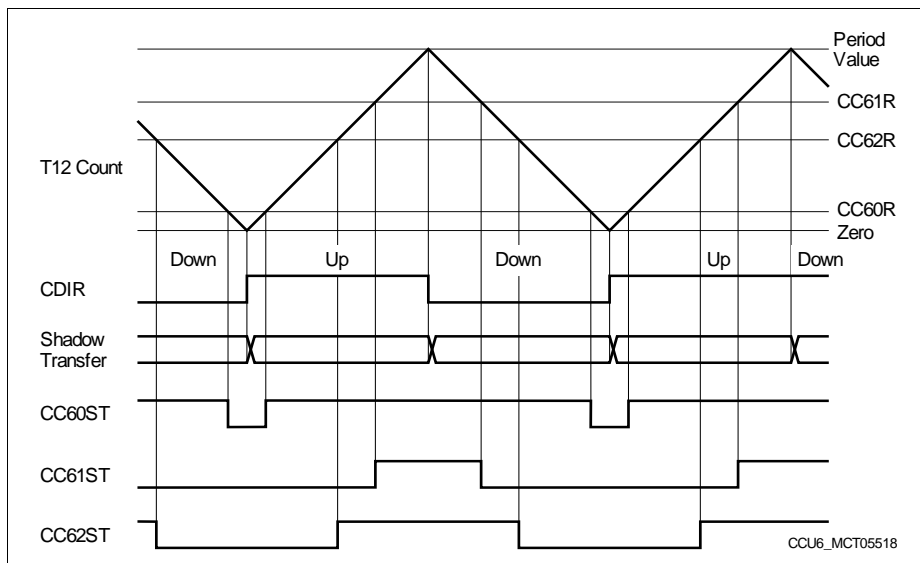 Period
Value
CC61R
CC62R
T12 Count
CC60R
Zero
Down Up Down Up Down
CDIR
Shadow
Transfer
CC60ST
CC61ST
CC62ST
CCU6_MCT05518